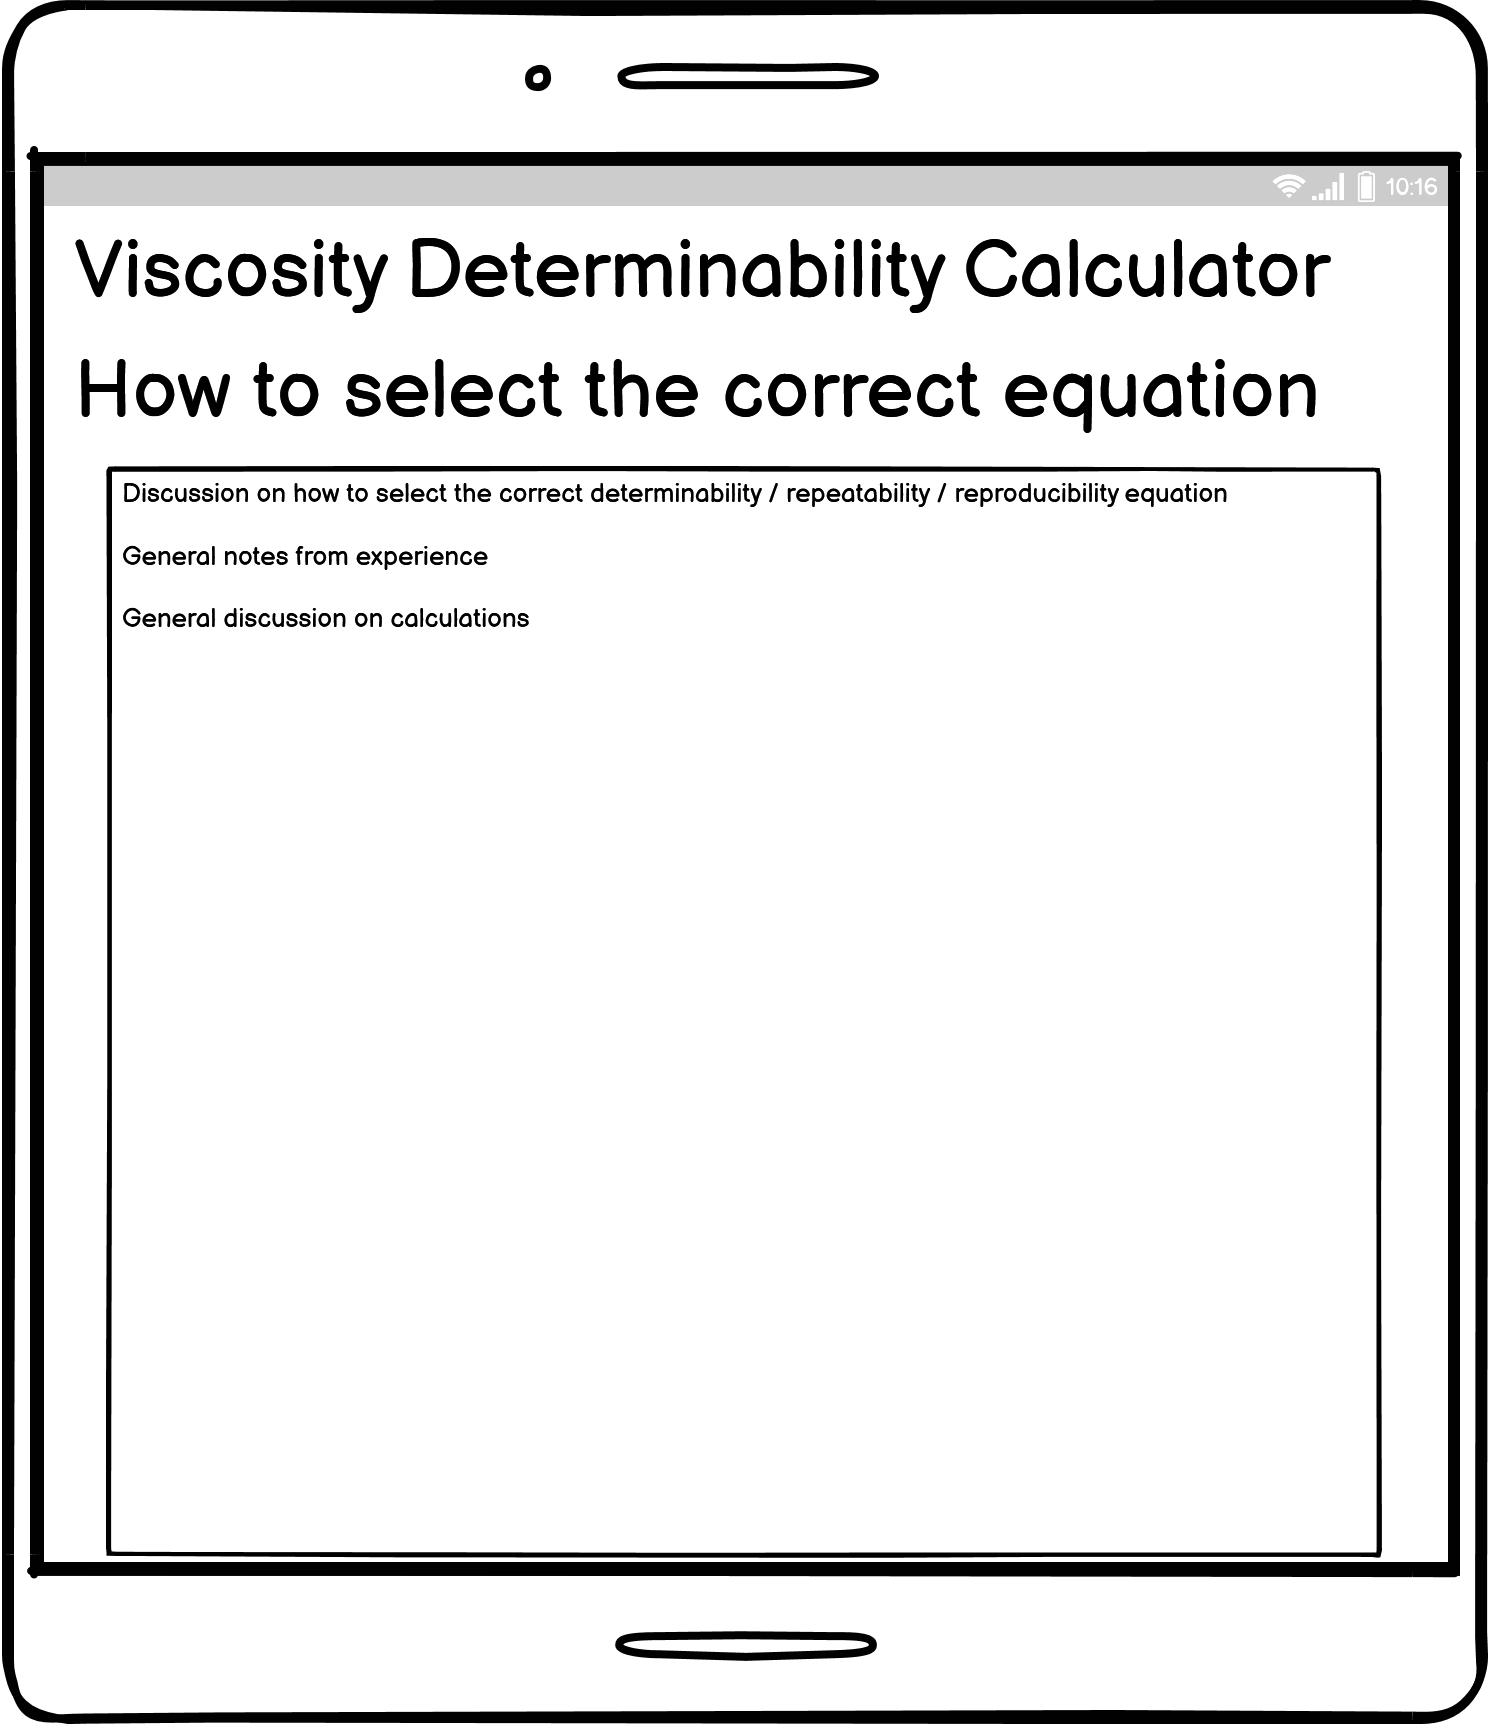 10:16
Viscosity Determinability Calculator
How to select the correct equation
Discussion on how to select the correct determinability / repeatability / reproducibility equation
General notes from experience
General discussion on calculations